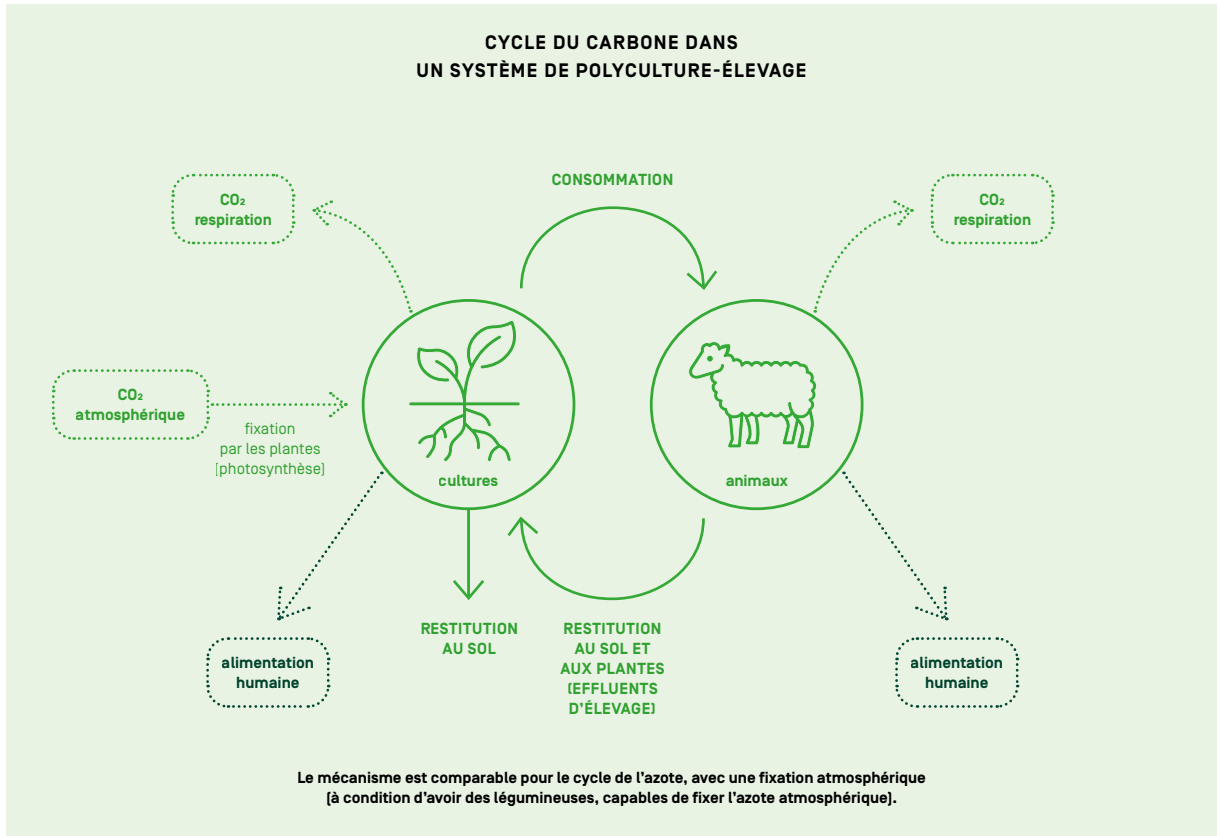 CYCLE DU CARBONE DANS
UN SYSTÈME DE POLYCULTURE-ÉLEVAGE
CONSOMMATION
CO₂
respiration
CO₂
respiration
CO₂
atmosphérique
fixation
par les plantes
(photosynthèse)
cultures
animaux
RESTITUTION
AU SOL
RESTITUTION
AU SOL ET
AUX PLANTES
(EFFLUENTS
D'ÉLEVAGE)
alimentation
humaine
alimentation
humaine
Le mécanisme est comparable pour le cycle de l'azote, avec une fixation atmosphérique
(à condition d'avoir des légumineuses, capables de fixer l'azote atmosphérique).